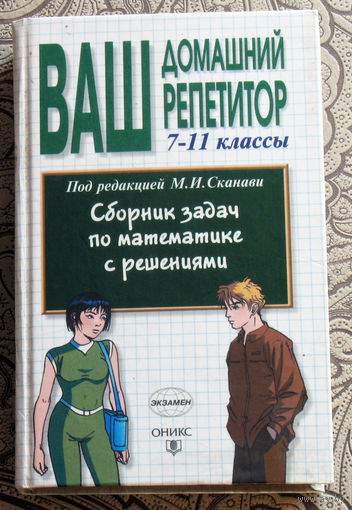 ВАШ
ДОМАШНИЙ
РЕПЕТИТОР
7-11 классы
Под редакцией М.И.Сканави
Сборник задач
по математике
с решениями
ЭКЗАМЕН
ОНИКС